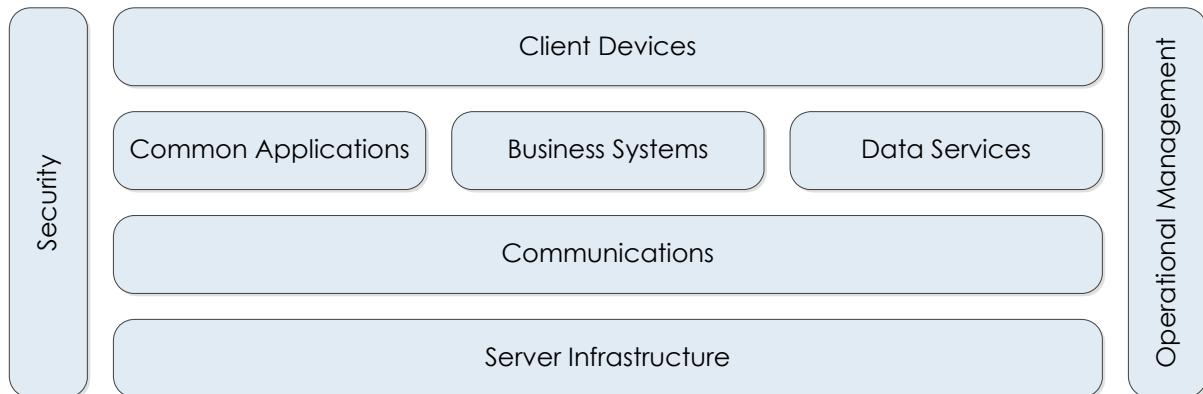 Security
Client Devices
Common Applications
Business Systems
Data Services
Communications
Server Infrastructure
Operational Management